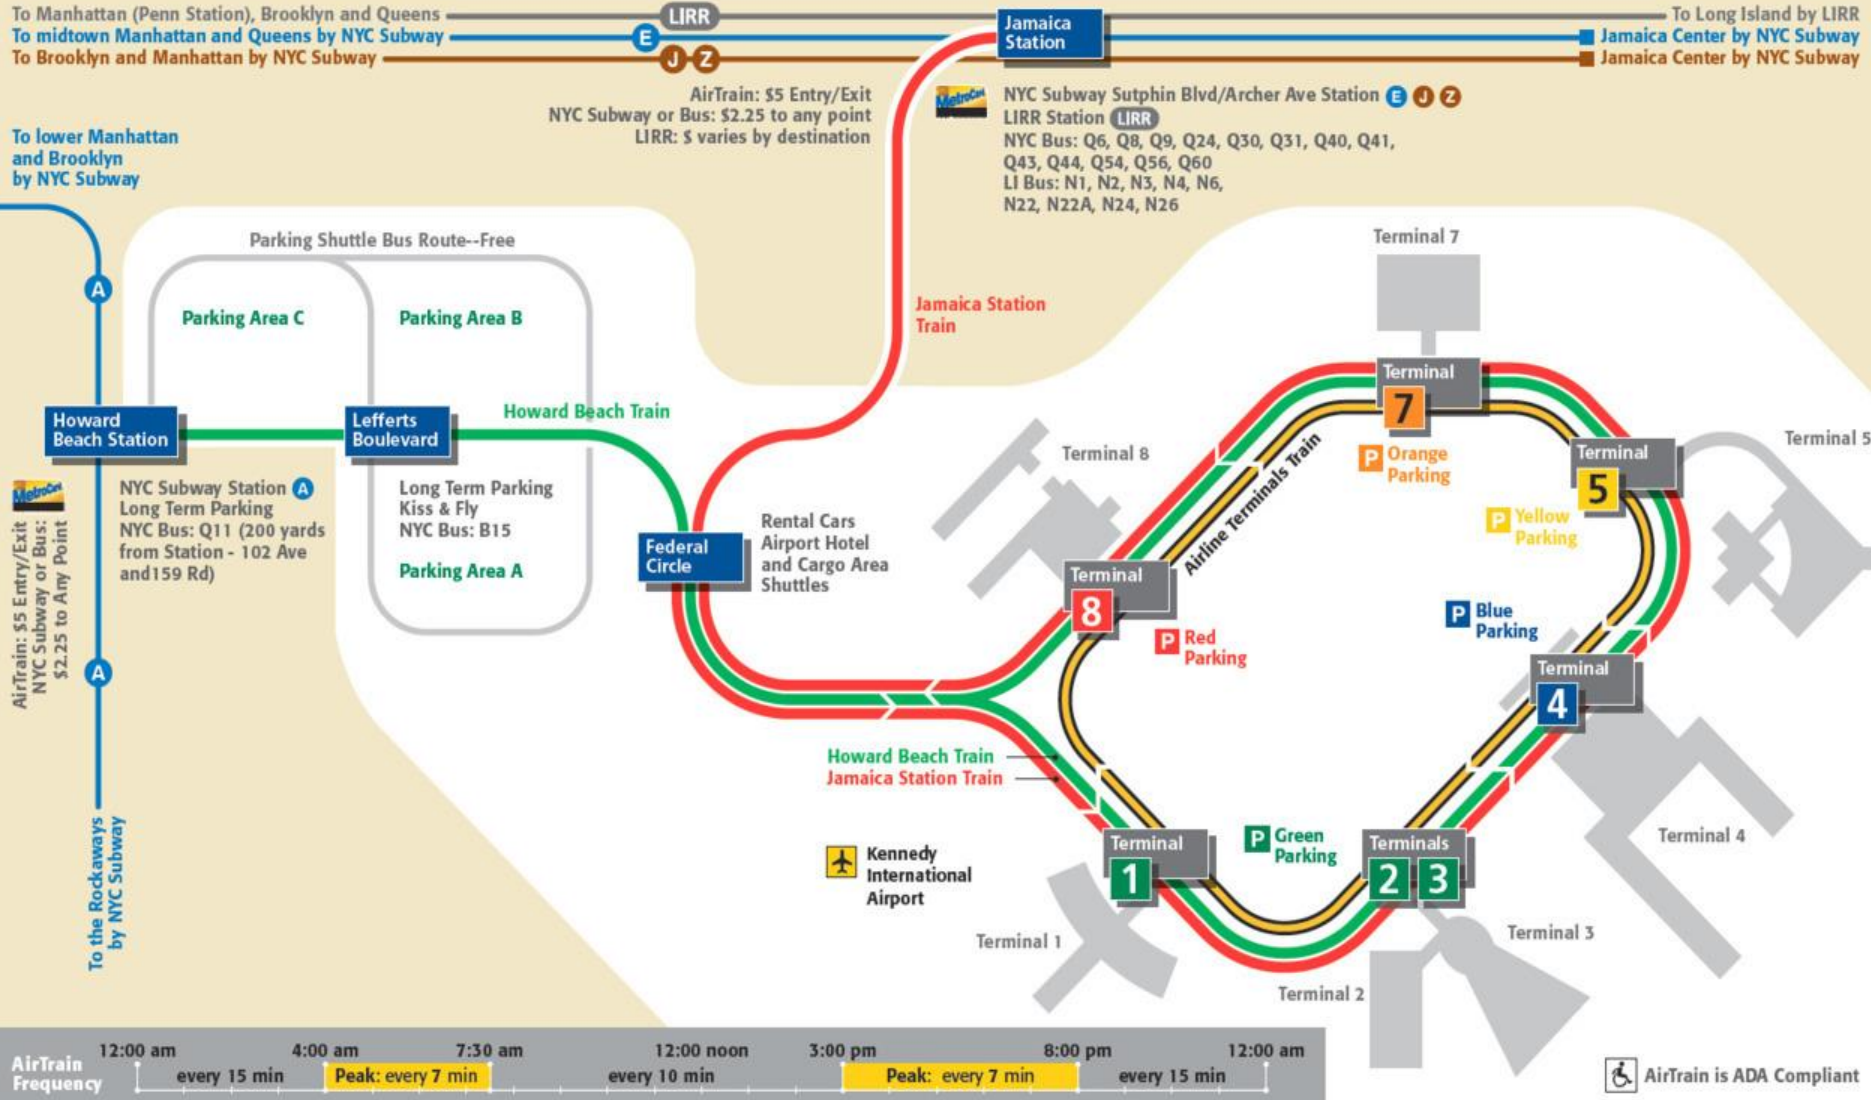 To Manhattan (Penn Station), Brooklyn and Queens
LIRR
Jamaica
Station
To Long Island by LIRR
To midtown Manhattan and Queens by NYC Subway
E
Jamaica Center by NYC Subway
To Brooklyn and Manhattan by NYC Subway
J Z
Jamaica Center by NYC Subway
AirTrain: $5 Entry/Exit
NYC Subway or Bus: $2.25 to any point
LIRR: $ varies by destination
MetroCard
NYC Subway Sutphin Blvd/Archer Ave Station E J Z
LIRR Station LIRR
NYC Bus: Q6, Q8, Q9, Q24, Q30, Q31, Q40, Q41,
Q43, Q44, Q54, Q56, Q60
LI Bus: N1, N2, N3, N4, N6,
N22, N22A, N24, N26
To lower Manhattan
and Brooklyn
by NYC Subway
A
Parking Shuttle Bus Route--Free
Parking Area C
Parking Area B
Jamaica Station
Train
Howard
Beach Station
Lefferts
Boulevard
Howard Beach Train
MetroCard
AirTrain: $5 Entry/Exit
NYC Subway or Bus:
$2.25 to Any Point
NYC Subway Station A
Long Term Parking
NYC Bus: Q11 (200 yards
from Station - 102 Ave
and159 Rd)
Long Term Parking
Kiss & Fly
NYC Bus: B15
Parking Area A
Federal
Circle
Rental Cars
Airport Hotel
and Cargo Area
Shuttles
A
To the Rockaways
by NYC Subway
Terminal 7
Terminal
7
P Orange
Parking
Terminal 8
Airline Terminals Train
Terminal
5
Terminal 5
P Yellow
Parking
Terminal
8
P Red
Parking
P Blue
Parking
Terminal
4
Howard Beach Train
Jamaica Station Train
Kennedy
International
Airport
Terminal
1
P Green
Parking
Terminals
2 3
Terminal 4
Terminal 1
Terminal 3
Terminal 2
AirTrain
Frequency
12:00 am
4:00 am
7:30 am
12:00 noon
3:00 pm
8:00 pm
12:00 am
every 15 min
Peak: every 7 min
every 10 min
Peak: every 7 min
every 15 min
AirTrain is ADA Compliant